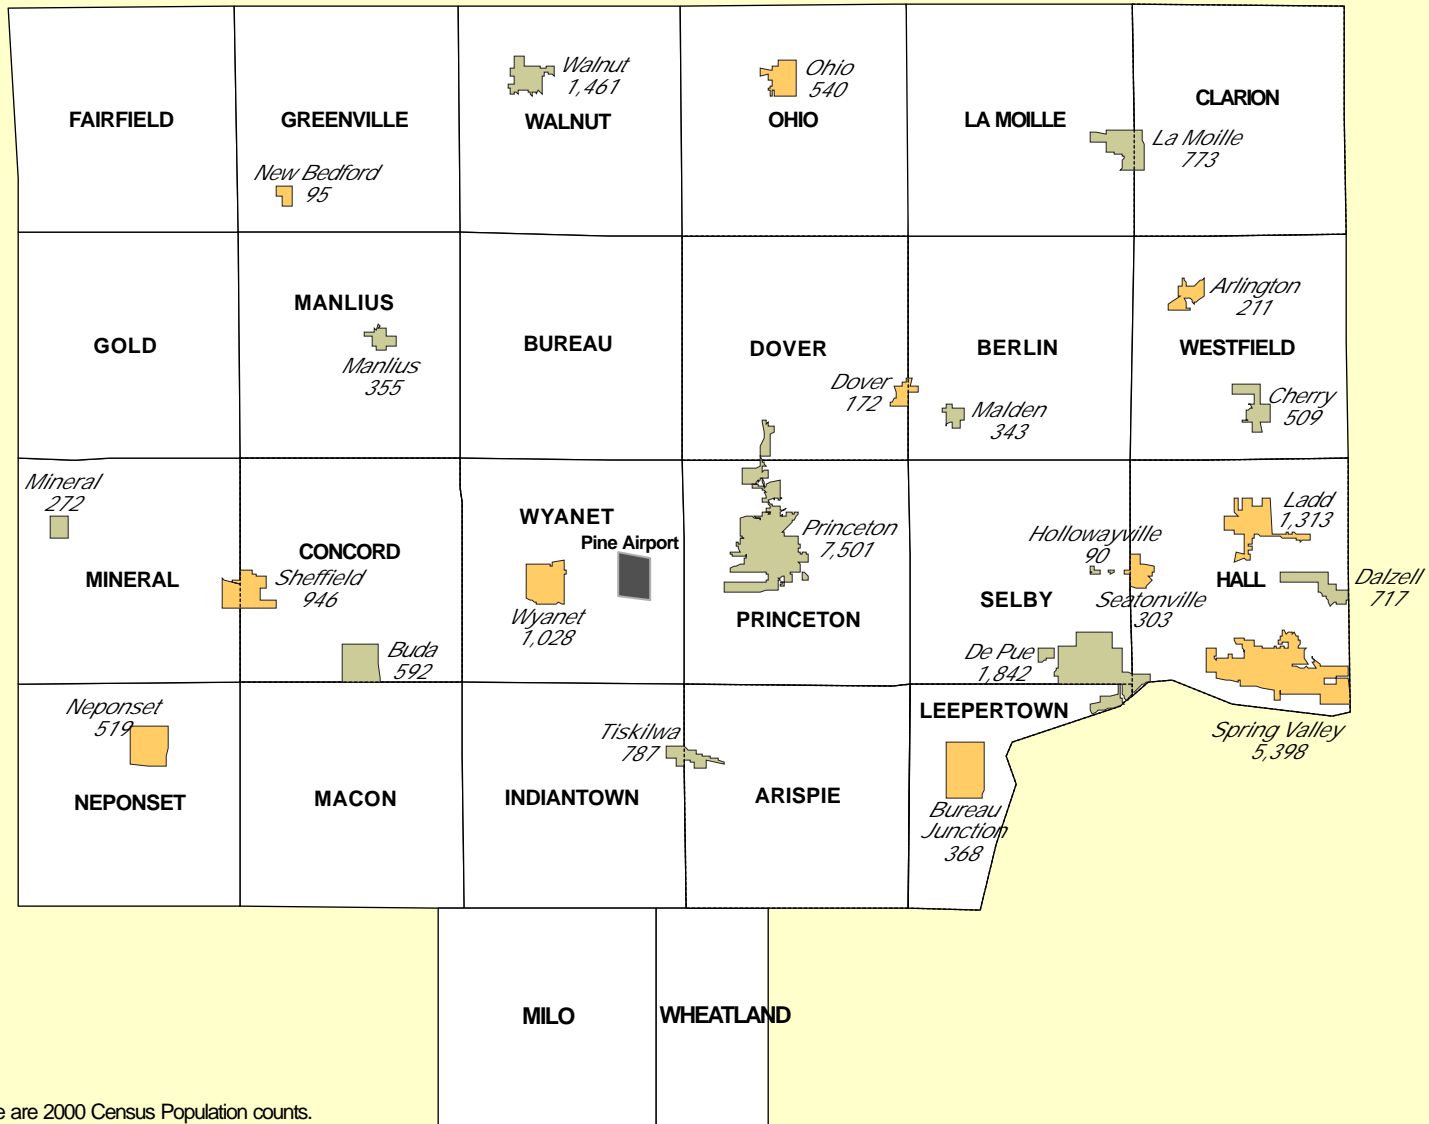 Walnut
1,461
Ohio
540
FAIRFIELD
GREENVILLE
WALNUT
OHIO
LA MOILLE
CLARION
La Moille
773
New Bedford
95
MANLIUS
Manlius
355
GOLD
BUREAU
DOVER
Dover
172
BERLIN
Malden
343
Arlington
211
WESTFIELD
Cherry
509
Mineral
272
MINERAL
CONCORD
Sheffield
946
Buda
592
WYANET
Pine Airport
Wyanet
1,028
Princeton
7,501
PRINCETON
Hollowayville
90
SELBY
Seatonville
303
De Pue
1,842
Ladd
1,313
HALL
Dalzell
717
Spring Valley
5,398
Neponset
519
NEPONSET
MACON
Tiskilwa
787
INDIANTOWN
ARISPIE
LEEPERTOWN
Bureau
Junction
368
MILO
WHEATLAND
are 2000 Census Population counts.